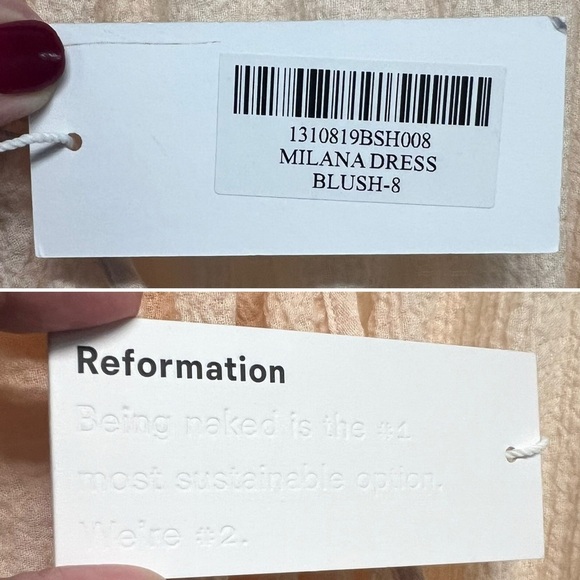 1310819BSH008
MILANA DRESS
BLUSH-8
Reformation
Being naked is the #1
most sustainable option.
We're #2.